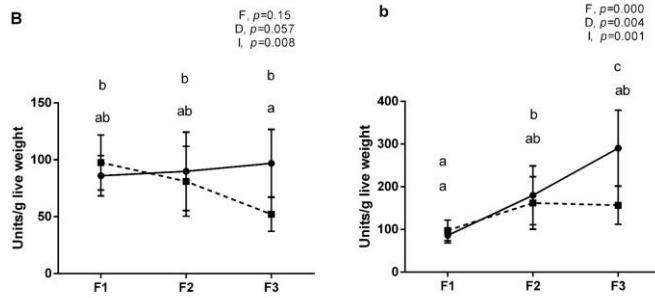 B
F, p=0.15
D, p=0.057
I, p=0.008
b b b
ab ab a
150
100
50
0
Units/g live weight
F1 F2 F3
b
F, p=0.000
D, p=0.004
I, p=0.001
c
ab
b
ab
a
a
400
300
200
100
0
Units/g live weight
F1 F2 F3